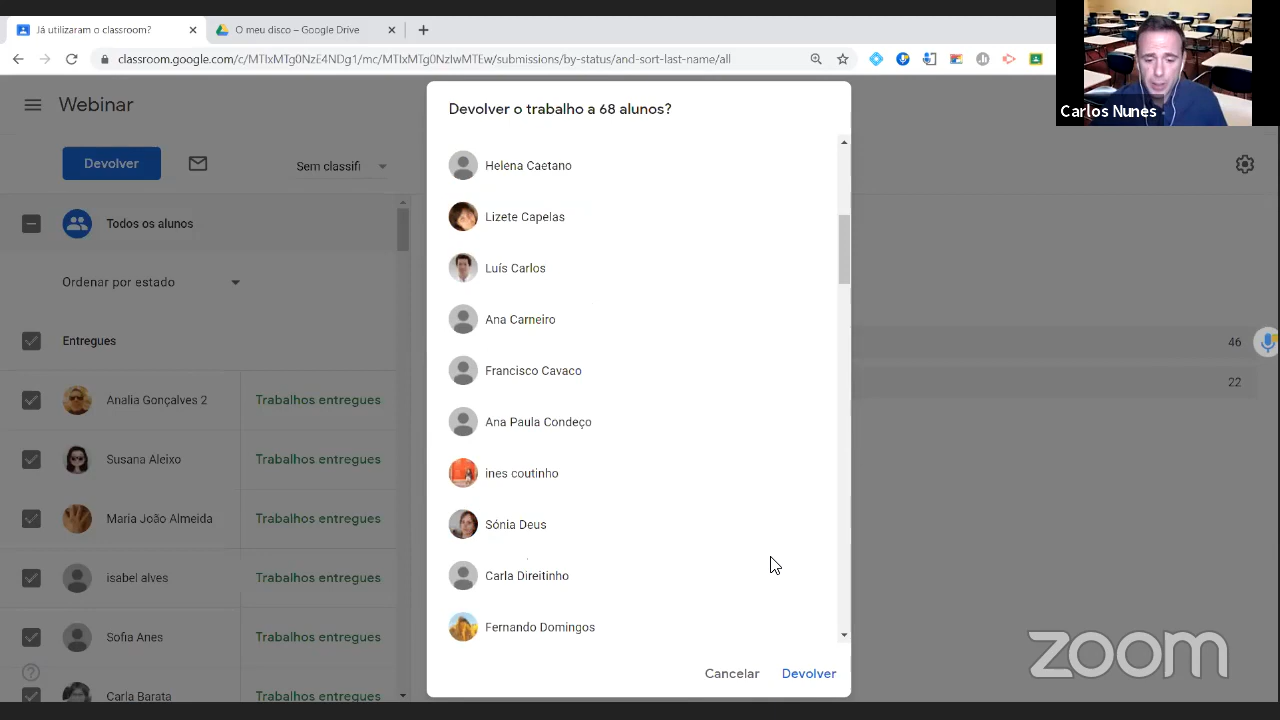 Já utilizaram o classroom?
O meu disco – Google Drive
classroom.google.com/c/MTIxMTg0NzE4NDg1/mc/MTIxMTg0NzIwMTEw/submissions/by-status/and-sort-last-name/all
Carlos Nunes
Webinar
Devolver
Sem classifi
Todos os alunos
Ordenar por estado
Entregues
Analia Gonçalves 2
Trabalhos entregues
Susana Aleixo
Trabalhos entregues
Maria João Almeida
Trabalhos entregues
isabel alves
Trabalhos entregues
Sofia Anes
Trabalhos entregues
Carla Barata
Trabalhos entregues
Devolver o trabalho a 68 alunos?
Helena Caetano
Lizete Capelas
Luís Carlos
Ana Carneiro
Francisco Cavaco
Ana Paula Condeço
ines coutinho
Sónia Deus
Carla Direitinho
Fernando Domingos
Cancelar
Devolver
46
22
zoom